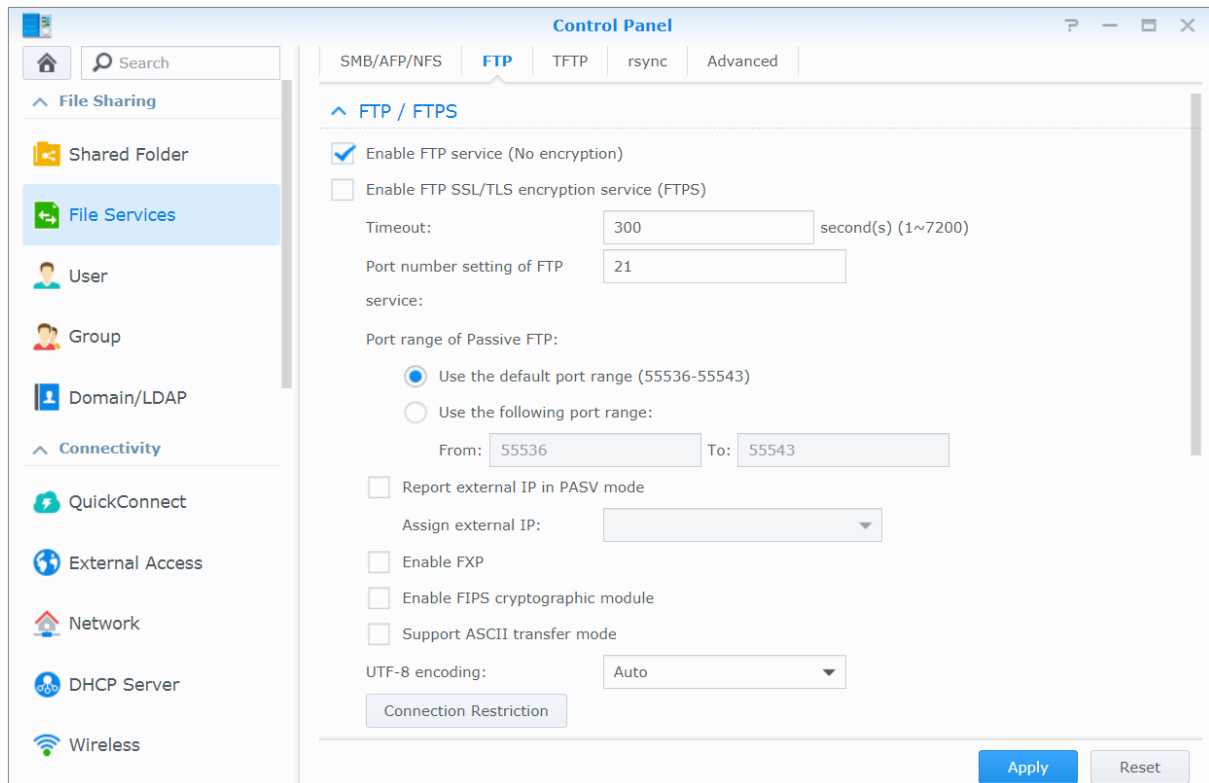 Control Panel
Search
File Sharing
Shared Folder
File Services
User
Group
Domain/LDAP
Connectivity
QuickConnect
External Access
Network
DHCP Server
Wireless
SMB/AFP/NFS FTP TFTP rsync Advanced
FTP / FTPS
Enable FTP service (No encryption)
Enable FTP SSL/TLS encryption service (FTPS)
Timeout: 300 second(s) (1~7200)
Port number setting of FTP 21
service:
Port range of Passive FTP:
Use the default port range (55536-55543)
Use the following port range:
From: 55536 To: 55543
Report external IP in PASV mode
Assign external IP:
Enable FXP
Enable FIPS cryptographic module
Support ASCII transfer mode
UTF-8 encoding: Auto
Connection Restriction
Apply Reset